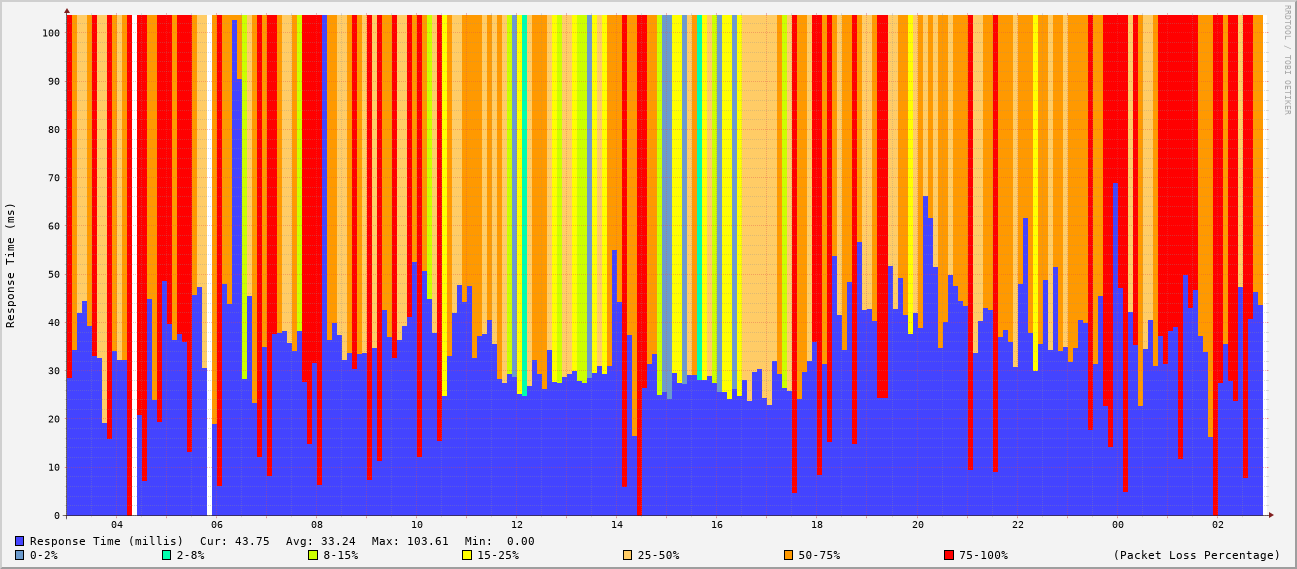 RRDTOOL / TOBI OETIKER
Response Time (ms)
100
90
80
70
60
50
40
30
20
10
0
04 06 08 10 12 14 16 18 20 22 00 02
Response Time (millis) Cur: 43.75 Avg: 33.24 Max: 103.61 Min: 0.00
0-2% 2-8% 8-15% 15-25% 25-50% 50-75% 75-100% (Packet Loss Percentage)